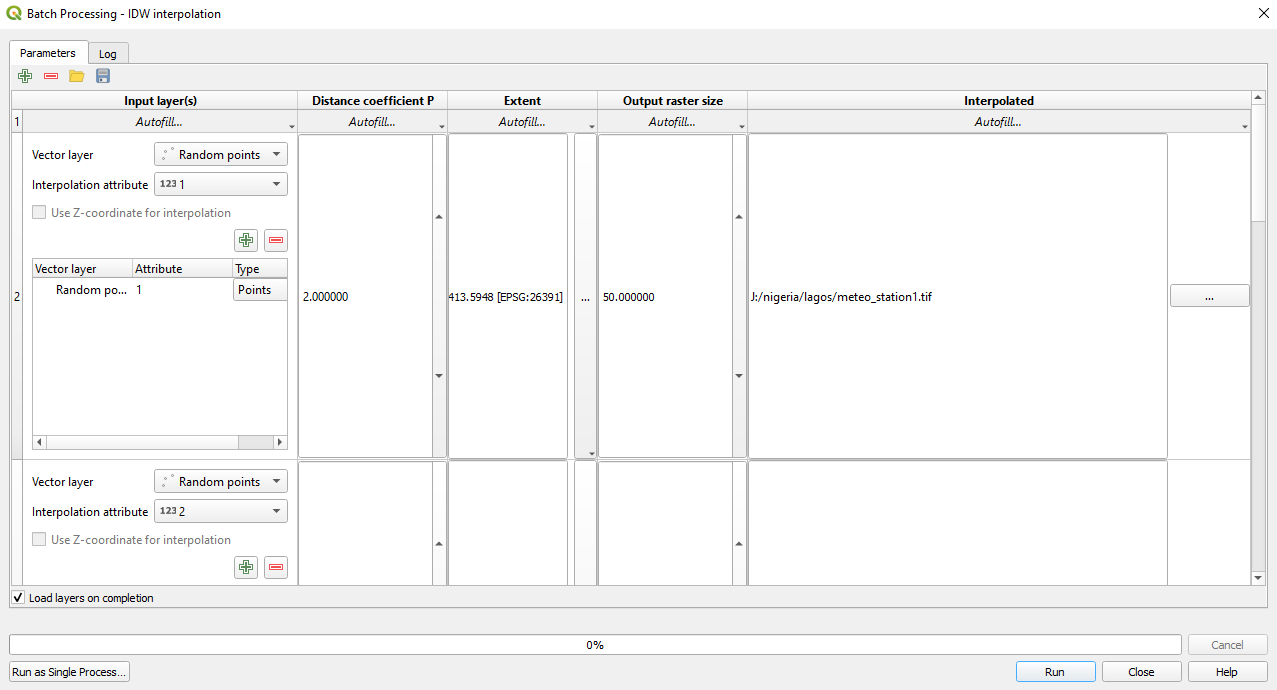 Batch Processing - IDW interpolation
Parameters
Log
Input layer(s) Distance coefficient P Extent Output raster size Interpolated
1 Autofill... Autofill... Autofill... Autofill... Autofill...
Vector layer Random points
Interpolation attribute 123 1
Use Z-coordinate for interpolation
Vector layer Attribute Type
Random po... 1 Points
2 2.000000 413.5948 [EPSG:26391] ... 50.000000 J:/nigeria/lagos/meteo_station1.tif ...
Vector layer Random points
Interpolation attribute 123 2
Use Z-coordinate for interpolation
Load layers on completion
0% Cancel
Run as Single Process... Run Close Help